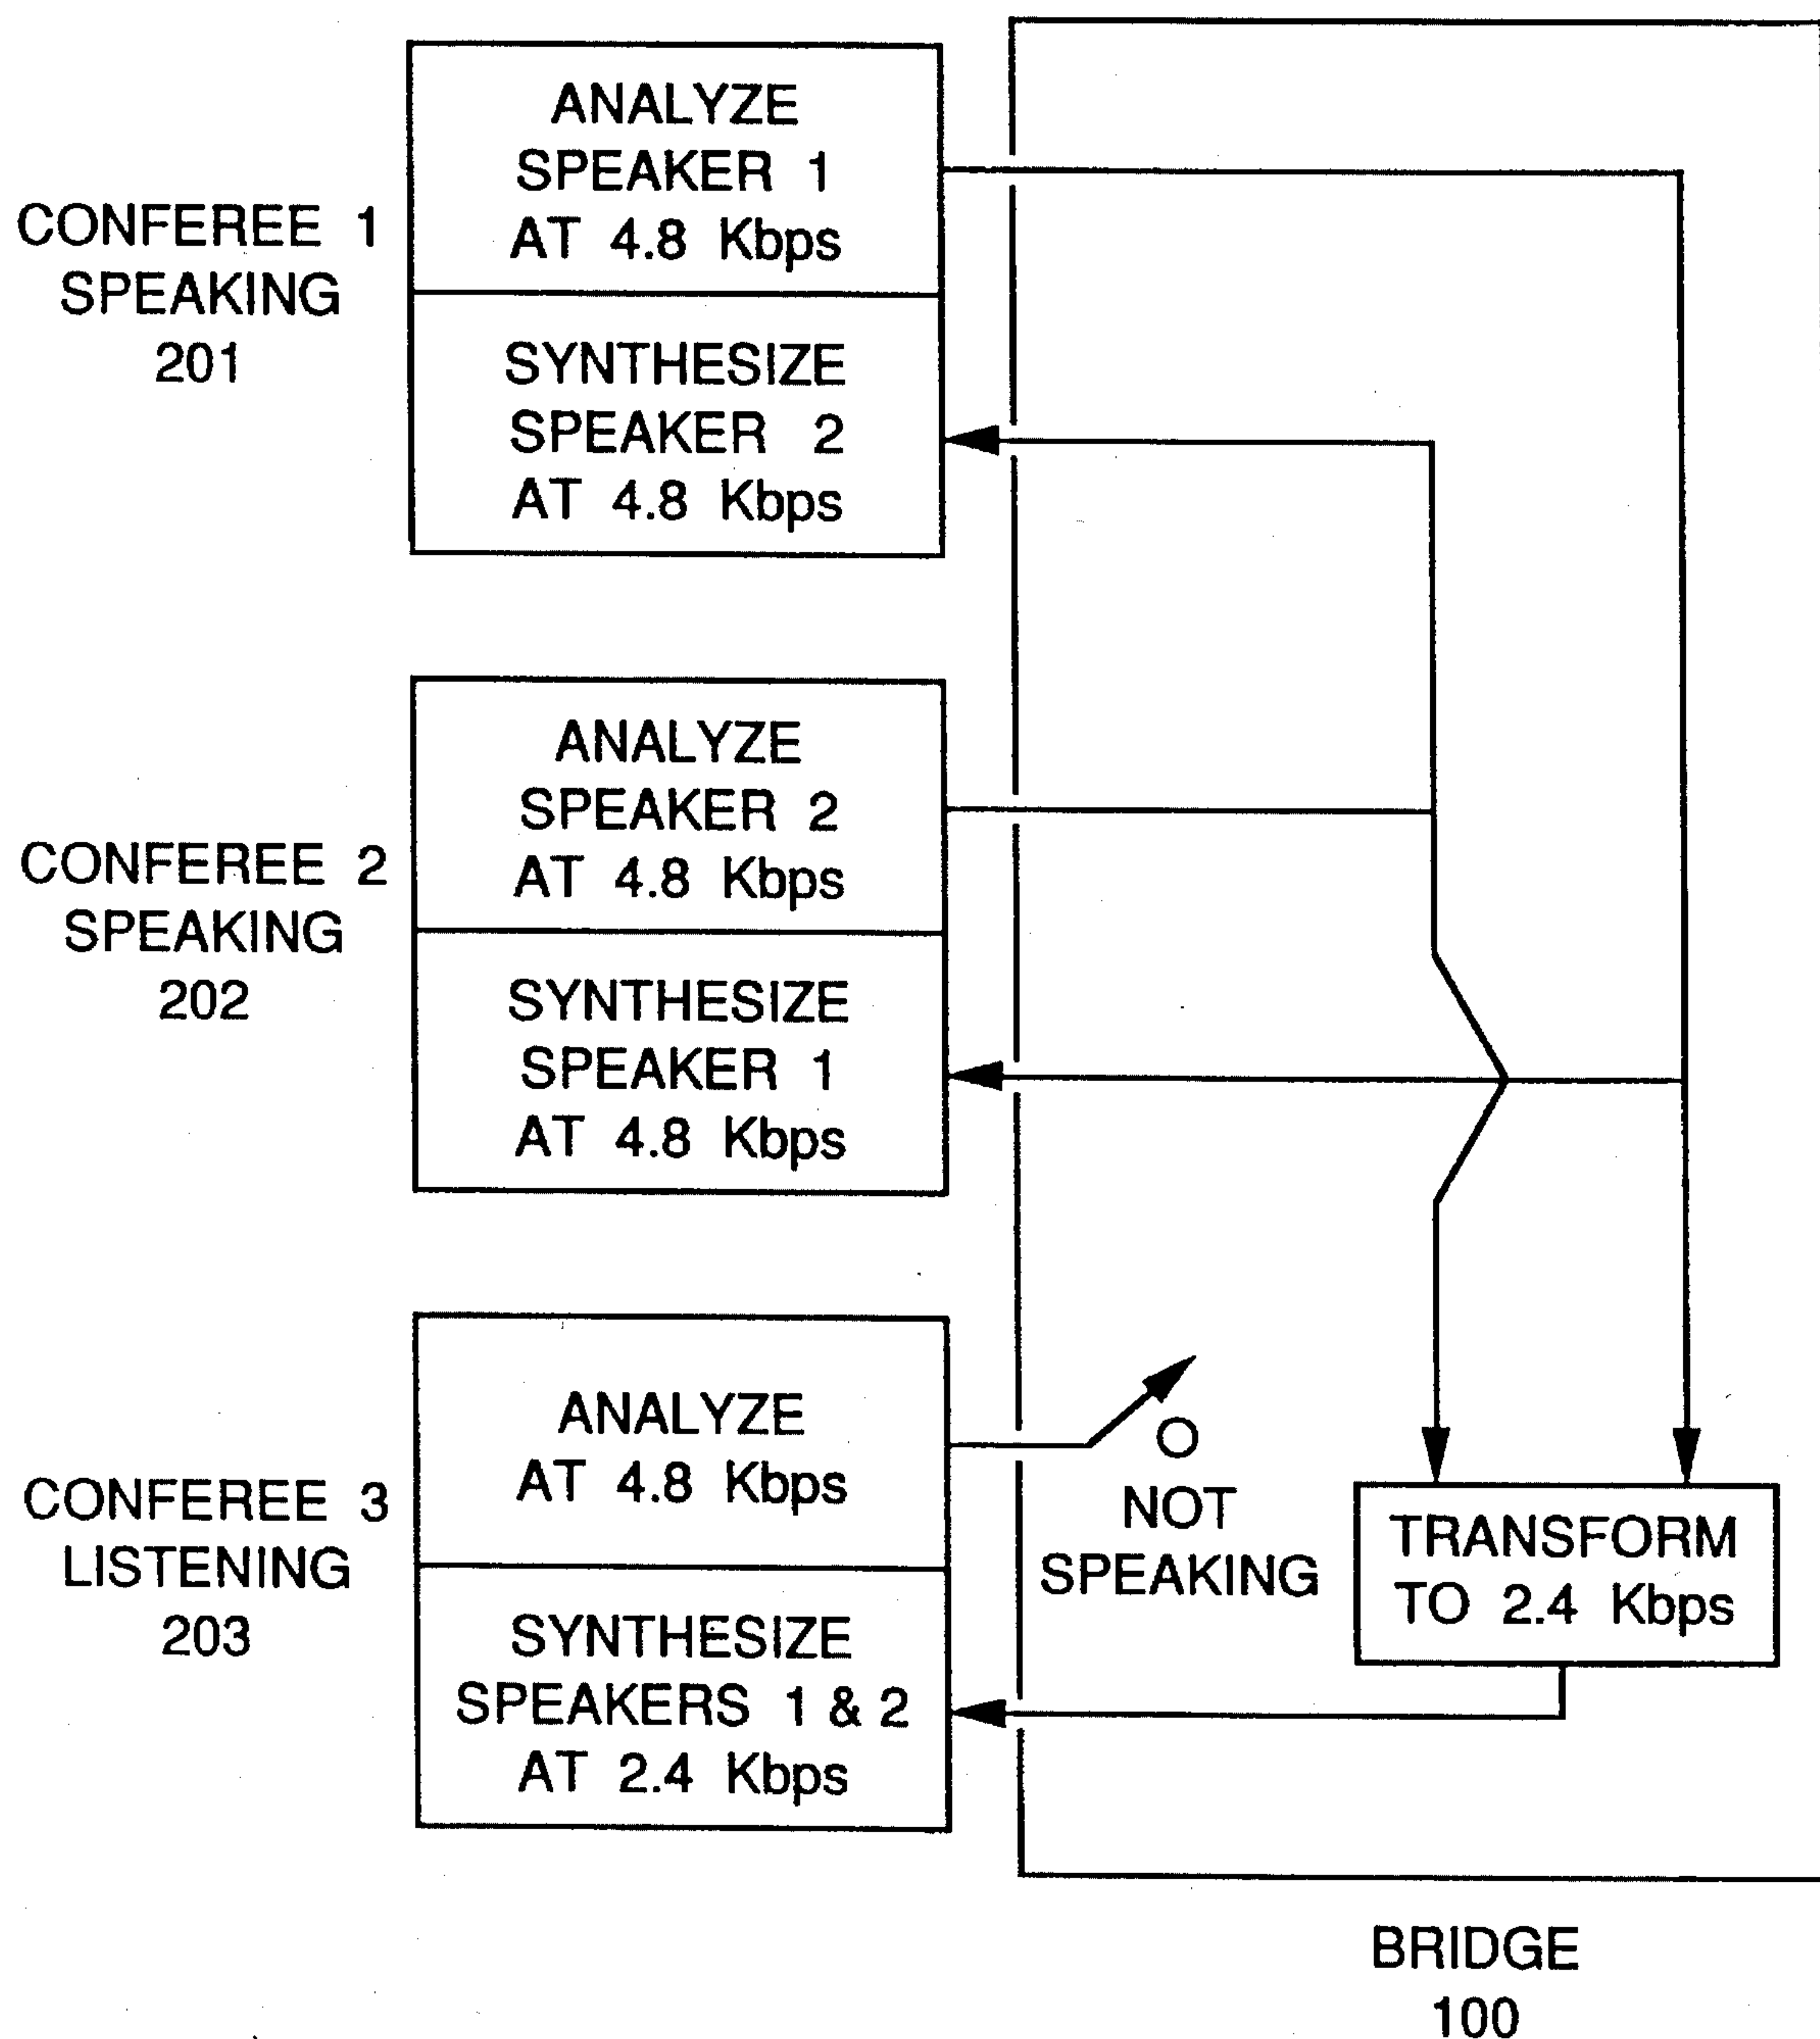 CONFEREE 1
SPEAKING
201
ANALYZE
SPEAKER 1
AT 4.8 Kbps
SYNTHESIZE
SPEAKER 2
AT 4.8 Kbps
CONFEREE 2
SPEAKING
202
ANALYZE
SPEAKER 2
AT 4.8 Kbps
SYNTHESIZE
SPEAKER 1
AT 4.8 Kbps
CONFEREE 3
LISTENING
203
ANALYZE
AT 4.8 Kbps
SYNTHESIZE
SPEAKERS 1 & 2
AT 2.4 Kbps
NOT
SPEAKING
TRANSFORM
TO 2.4 Kbps
BRIDGE
100